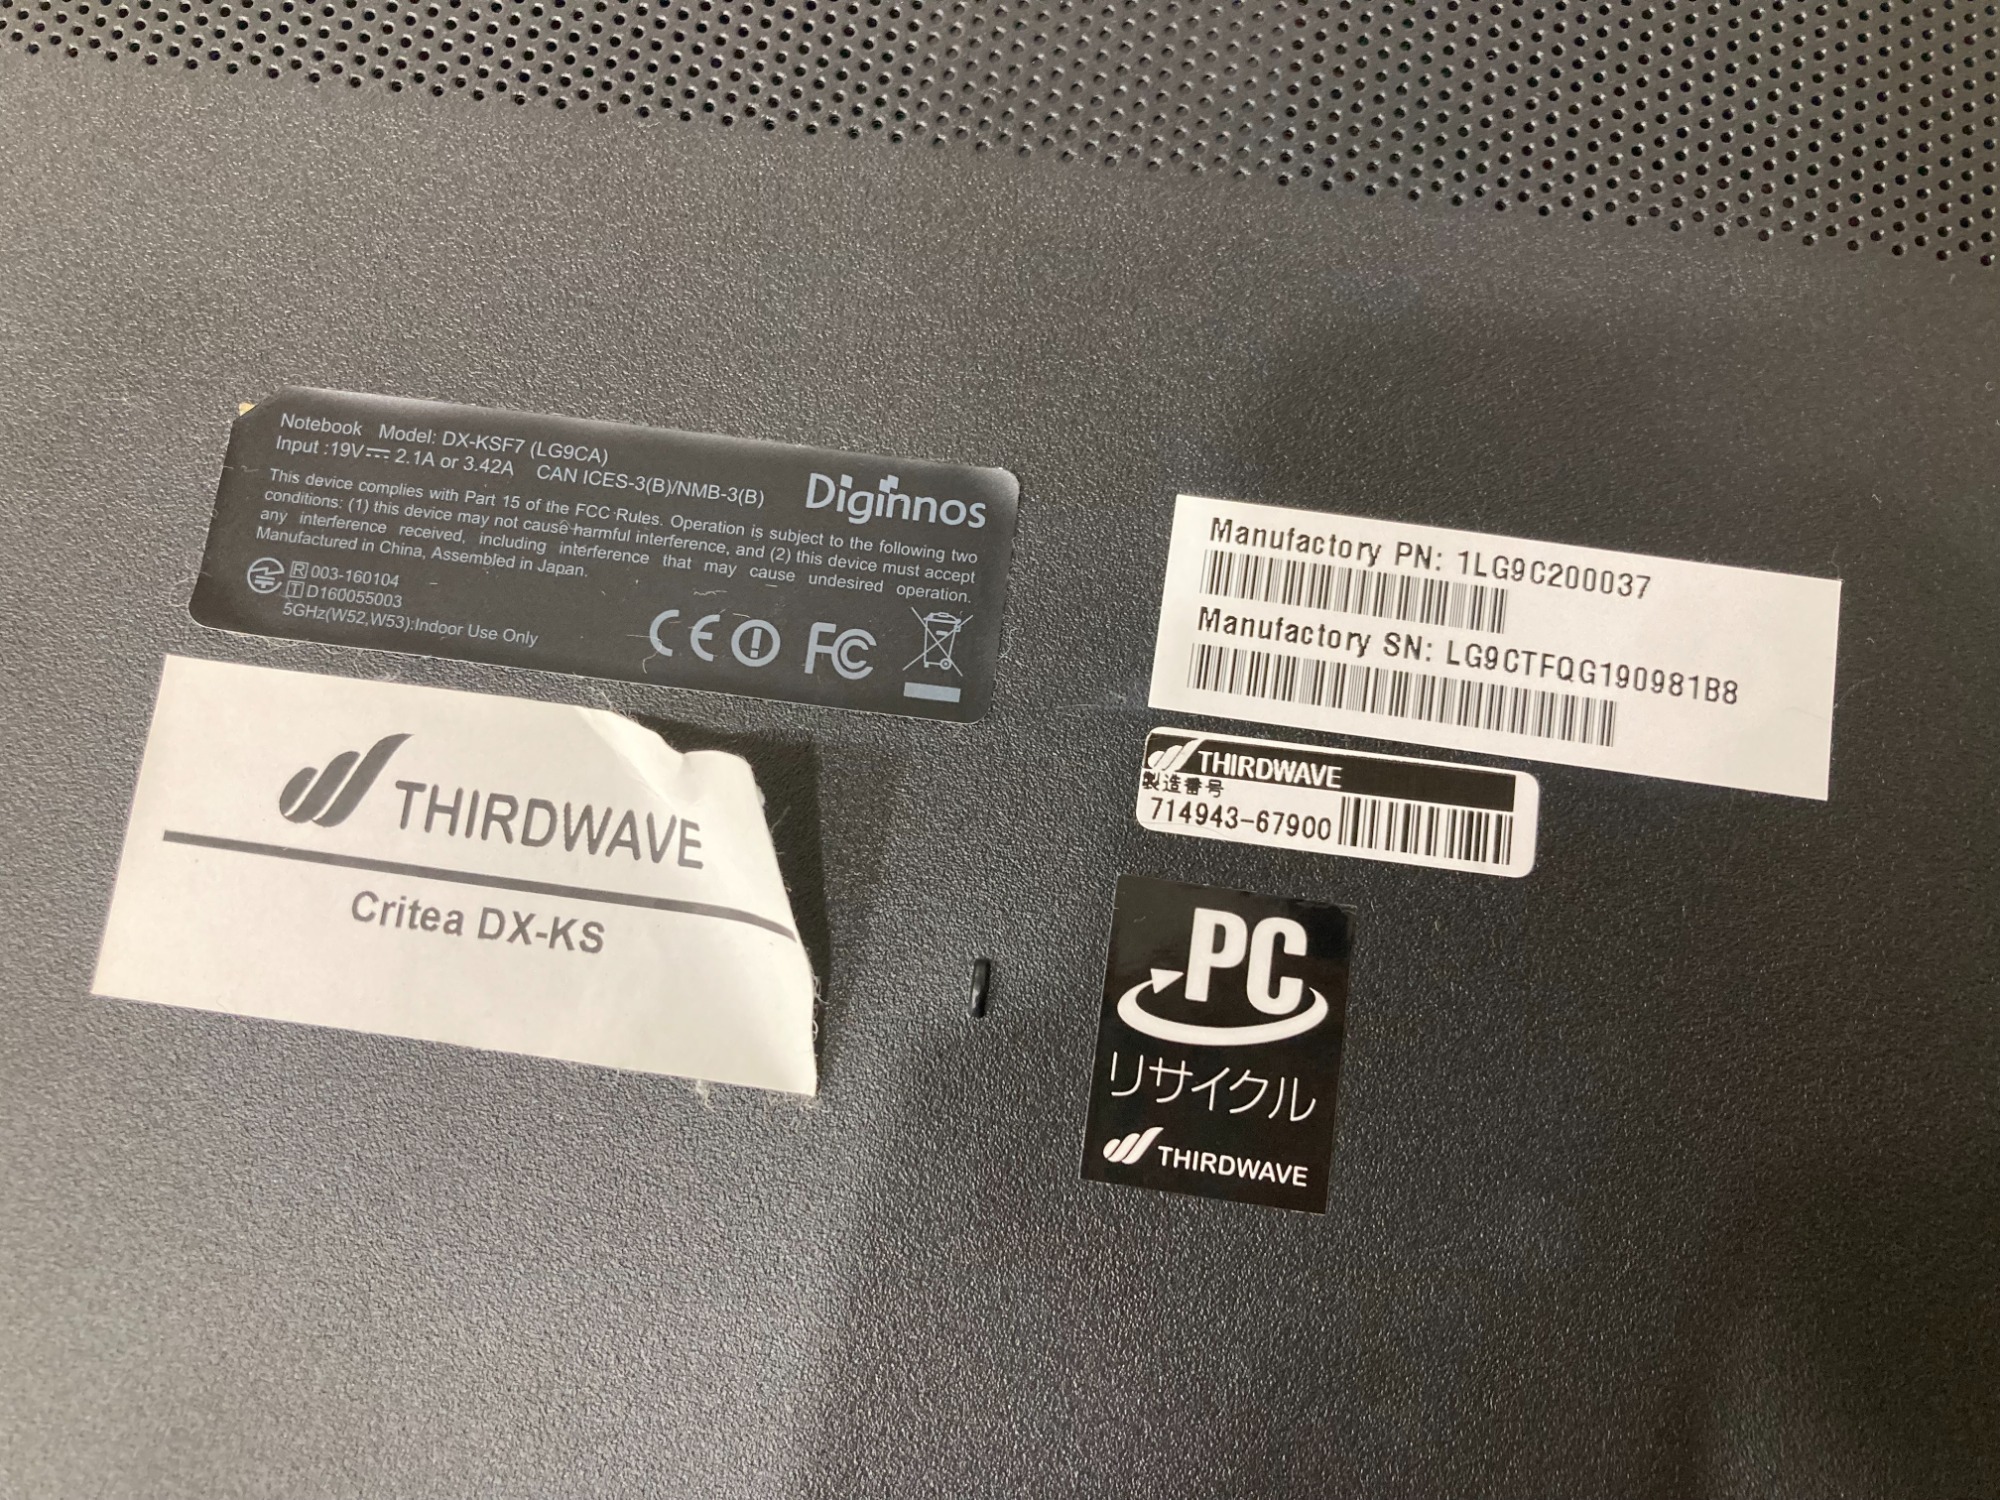 Notebook Model: DX-KSF7 (LG9CA)
Input :19V⎓ 2.1A or 3.42A CAN ICES-3(B)/NMB-3(B)
Diginnos
This device complies with Part 15 of the FCC Rules. Operation is subject to the following two
conditions: (1) this device may not cause harmful interference, and (2) this device must accept
any interference received, including interference that may cause undesired operation.
Manufactured in China, Assembled in Japan.
R 003-160104
T D160055003
5GHz(W52,W53):Indoor Use Only
CE FC
THIRDWAVE
Critea DX-KS
Manufactory PN: 1LG9C200037
Manufactory SN: LG9CTFQG190981B8
THIRDWAVE
製造番号
714943-67900
PC
リサイクル
THIRDWAVE